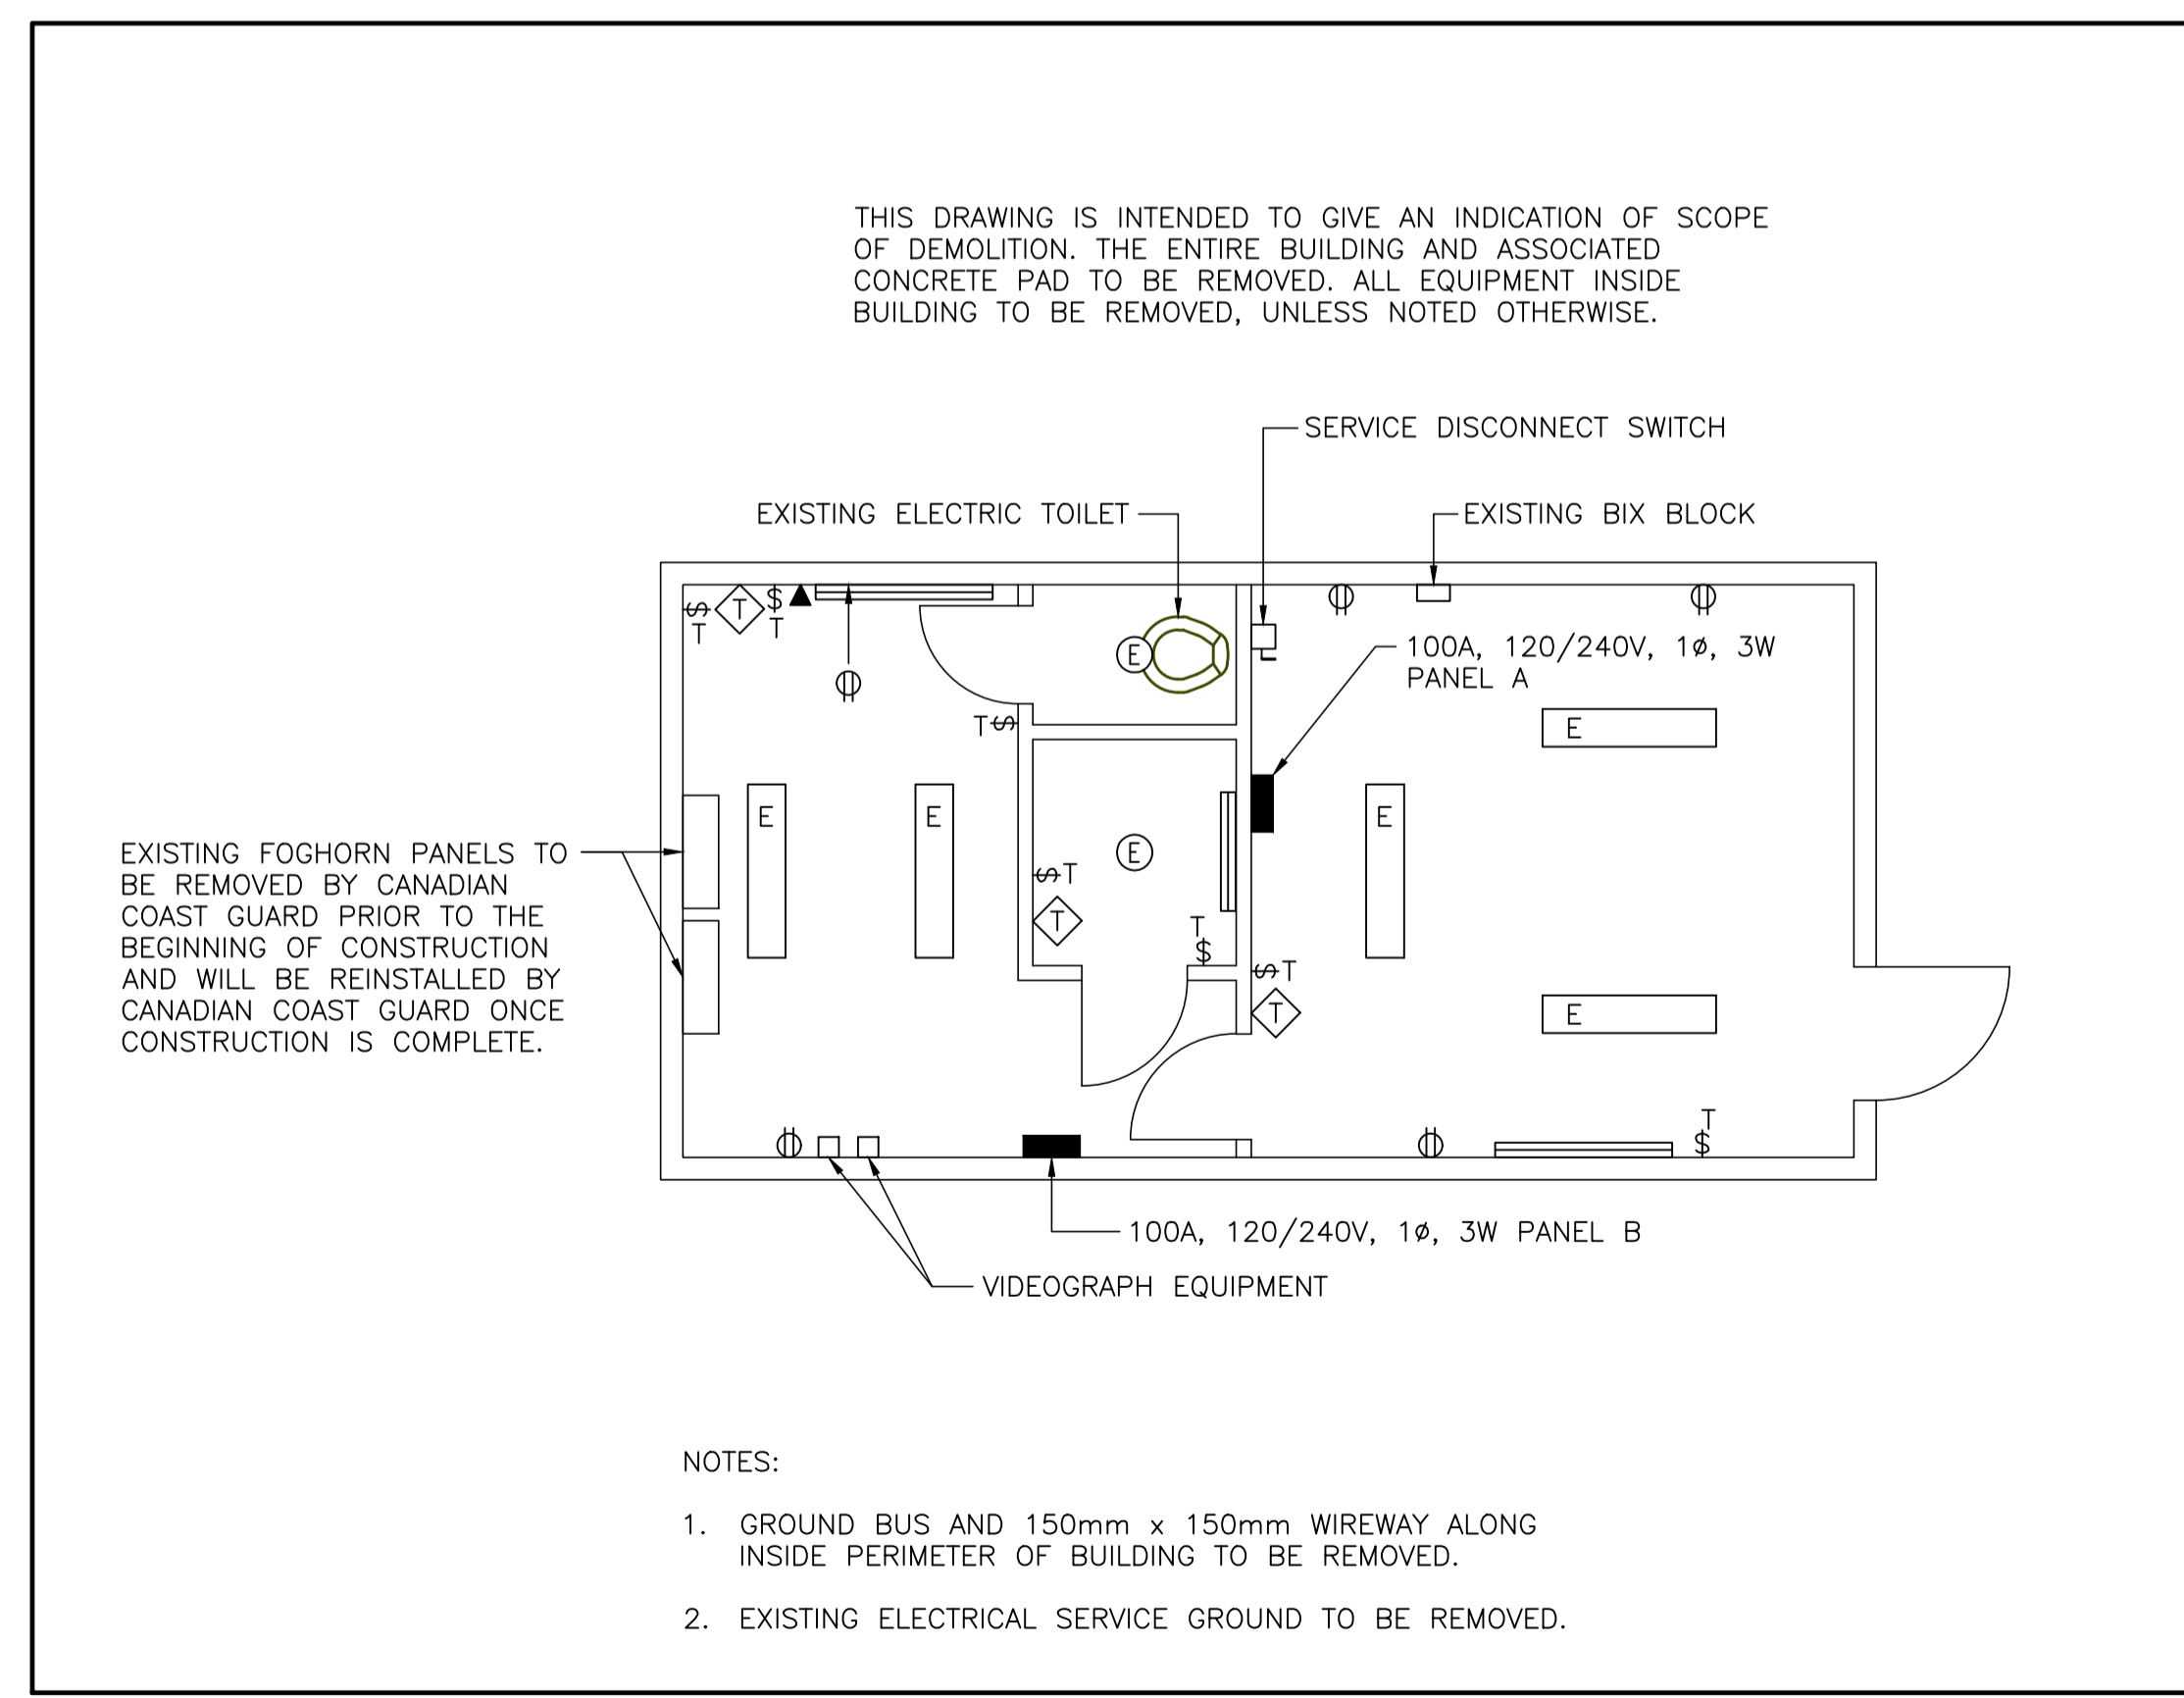 THIS DRAWING IS INTENDED TO GIVE AN INDICATION OF SCOPE
OF DEMOLITION. THE ENTIRE BUILDING AND ASSOCIATED
CONCRETE PAD TO BE REMOVED. ALL EQUIPMENT INSIDE
BUILDING TO BE REMOVED, UNLESS NOTED OTHERWISE.
SERVICE DISCONNECT SWITCH
EXISTING ELECTRIC TOILET
EXISTING BIX BLOCK
$ T $
T T
E
100A, 120/240V, 1ø, 3W
PANEL A
T $
E
E E E
E
$ T
T
T
$
$ T
T
E
EXISTING FOGHORN PANELS TO
BE REMOVED BY CANADIAN
COAST GUARD PRIOR TO THE
BEGINNING OF CONSTRUCTION
AND WILL BE REINSTALLED BY
CANADIAN COAST GUARD ONCE
CONSTRUCTION IS COMPLETE.
T
$
100A, 120/240V, 1ø, 3W PANEL B
VIDEOGRAPH EQUIPMENT
NOTES:
1. GROUND BUS AND 150mm x 150mm WIREWAY ALONG
INSIDE PERIMETER OF BUILDING TO BE REMOVED.
2. EXISTING ELECTRICAL SERVICE GROUND TO BE REMOVED.